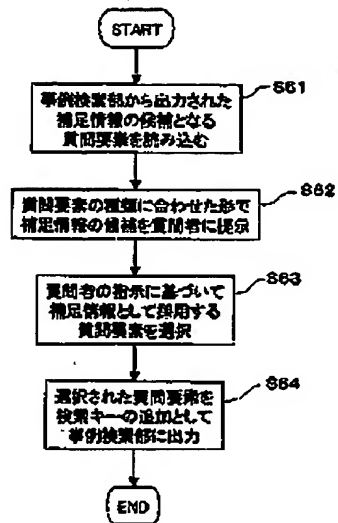 START
S61
事例検索部から出力された
補足情報の候補となる
質問要素を読み込む
S62
質問要素の種類に合わせた形で
補足情報の候補を質問者に提示
S63
質問者の指示に基づいて
補足情報として採用する
質問要素を選択
S64
選択された質問要素を
検索キーの追加として
事例検索部に出力
END